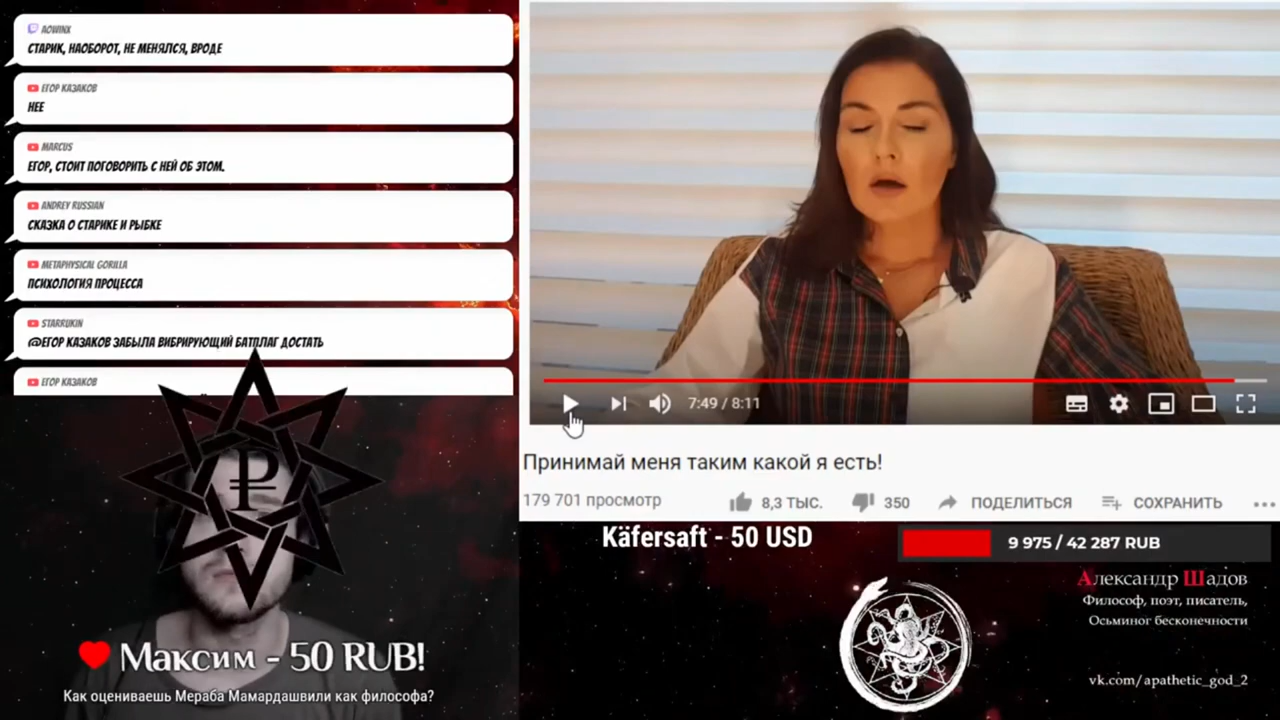 AOWINX
СТАРИК, НАОБОРОТ, НЕ МЕНЯЛСЯ, ВРОДЕ
ЕГОР КАЗАКОВ
НЕЕ
MARCUS
ЕГОР, СТОИТ ПОГОВОРИТЬ С НЕЙ ОБ ЭТОМ.
ANDREY RUSSIAN
СКАЗКА О СТАРИКЕ И РЫБКЕ
METAPHYSICAL GORILLA
ПСИХОЛОГИЯ ПРОЦЕССА
STARRUKIN
@ЕГОР КАЗАКОВ ЗАБЫЛА ВИБРИРУЮЩИЙ БАТПЛАГ ДОСТАТЬ
ЕГОР КАЗАКОВ
7:49 / 8:11
Принимай меня таким какой я есть!
179 701 просмотр
8,3 ТЫС.
350
ПОДЕЛИТЬСЯ
СОХРАНИТЬ
Käfersaft - 50 USD
9 975 / 42 287 RUB
Александр Шадов
Философ, поэт, писатель,
Осьминог бесконечности
vk.com/apathetic_god_2
₽
Максим - 50 RUB!
Как оцениваешь Мераба Мамардашвили как философа?